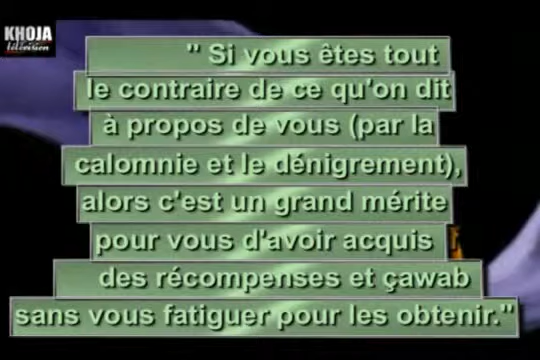 KHOJA
télévision
" Si vous êtes tout
le contraire de ce qu'on dit
à propos de vous (par la
calomnie et le dénigrement),
alors c'est un grand mérite
pour vous d'avoir acquis
des récompenses et çawab
sans vous fatiguer pour les obtenir."